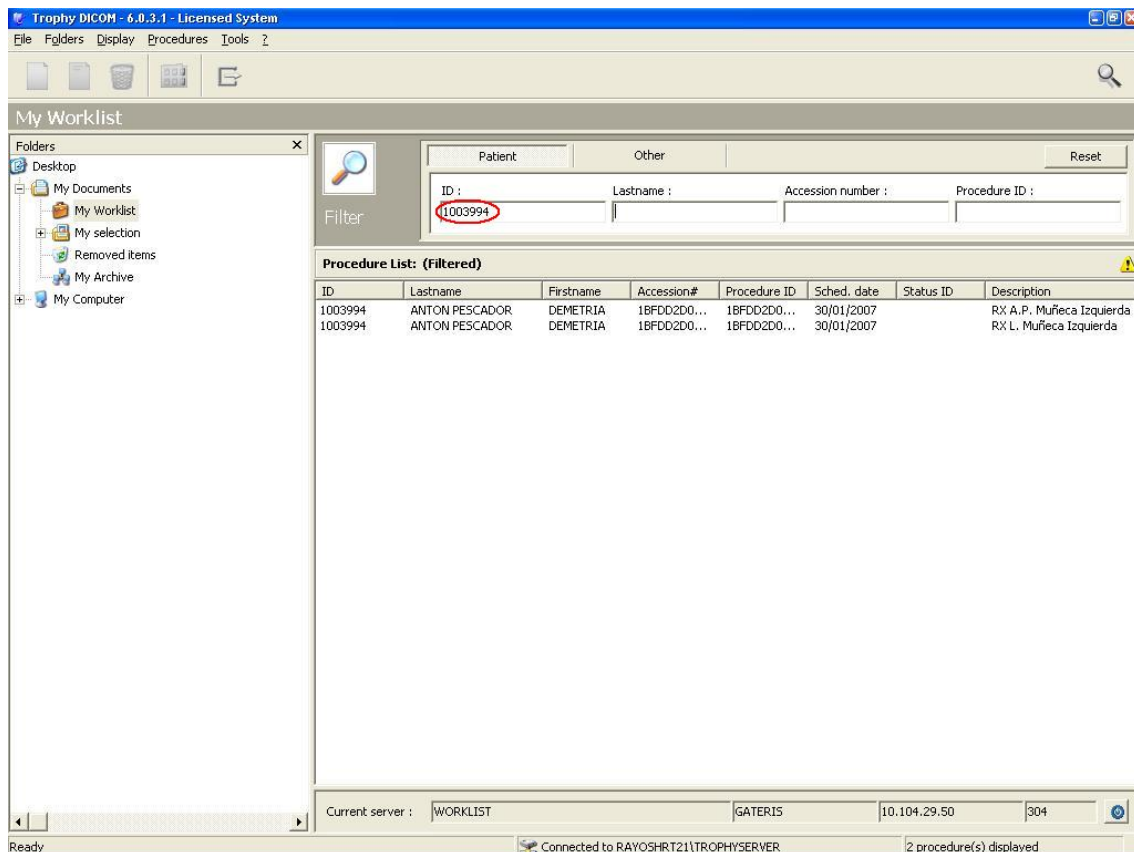 Trophy DICOM - 6.0.3.1 - Licensed System
File Folders Display Procedures Tools ?
My Worklist
Folders
Desktop
My Documents
My Worklist
My selection
Removed items
My Archive
My Computer
Patient Other Reset
Filter
ID : Lastname : Accession number : Procedure ID :
1003994
Procedure List: (Filtered)
ID Lastname Firstname Accession# Procedure ID Sched. date Status ID Description
1003994 ANTON PESCADOR DEMETRIA 1BFDD2D0... 1BFDD2D0... 30/01/2007 RX A.P. Muñeca Izquierda
1003994 ANTON PESCADOR DEMETRIA 1BFDD2D0... 1BFDD2D0... 30/01/2007 RX L. Muñeca Izquierda
Current server : WORKLIST GATERIS 10.104.29.50 304
Ready Connected to RAYOSHRT21\TROPHYSERVER 2 procedure(s) displayed